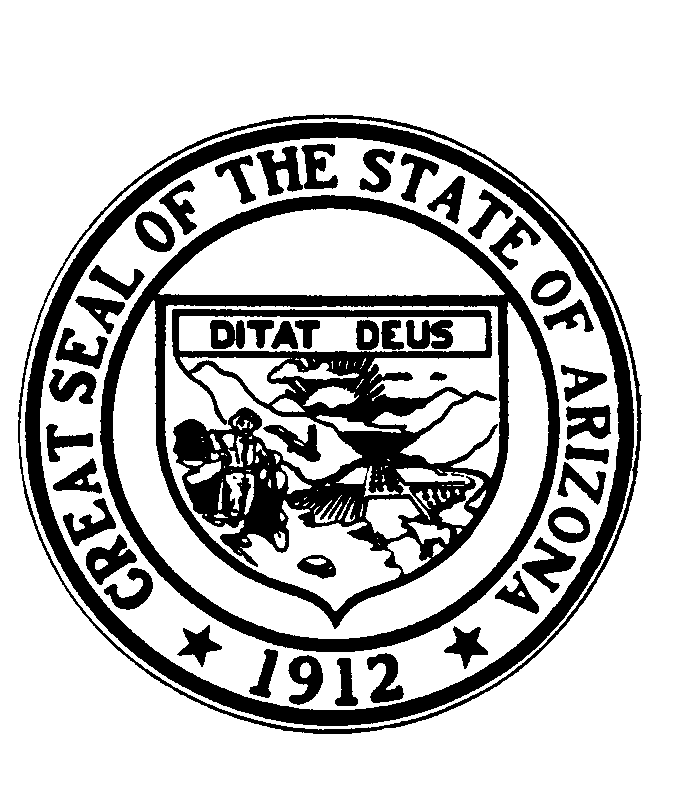 GREAT SEAL OF THE STATE OF ARIZONA
DITAT DEUS
1912